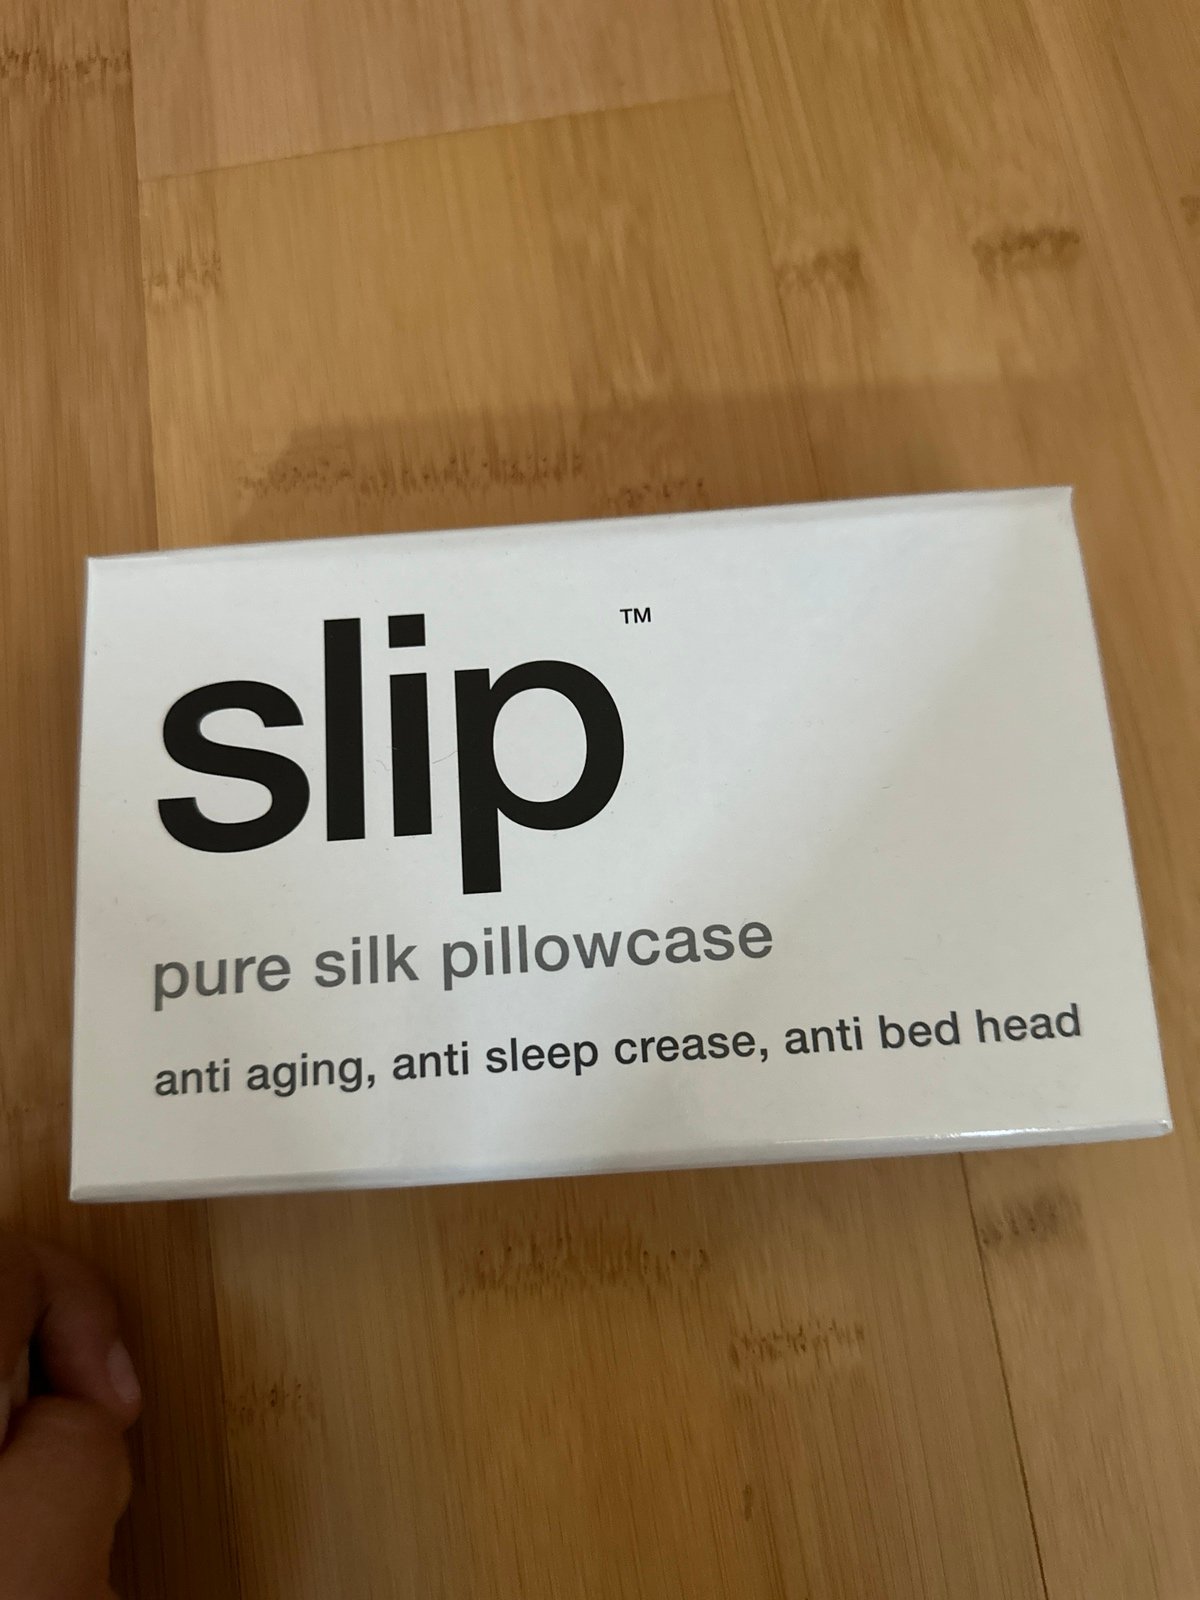 slip™
pure silk pillowcase
anti aging, anti sleep crease, anti bed head